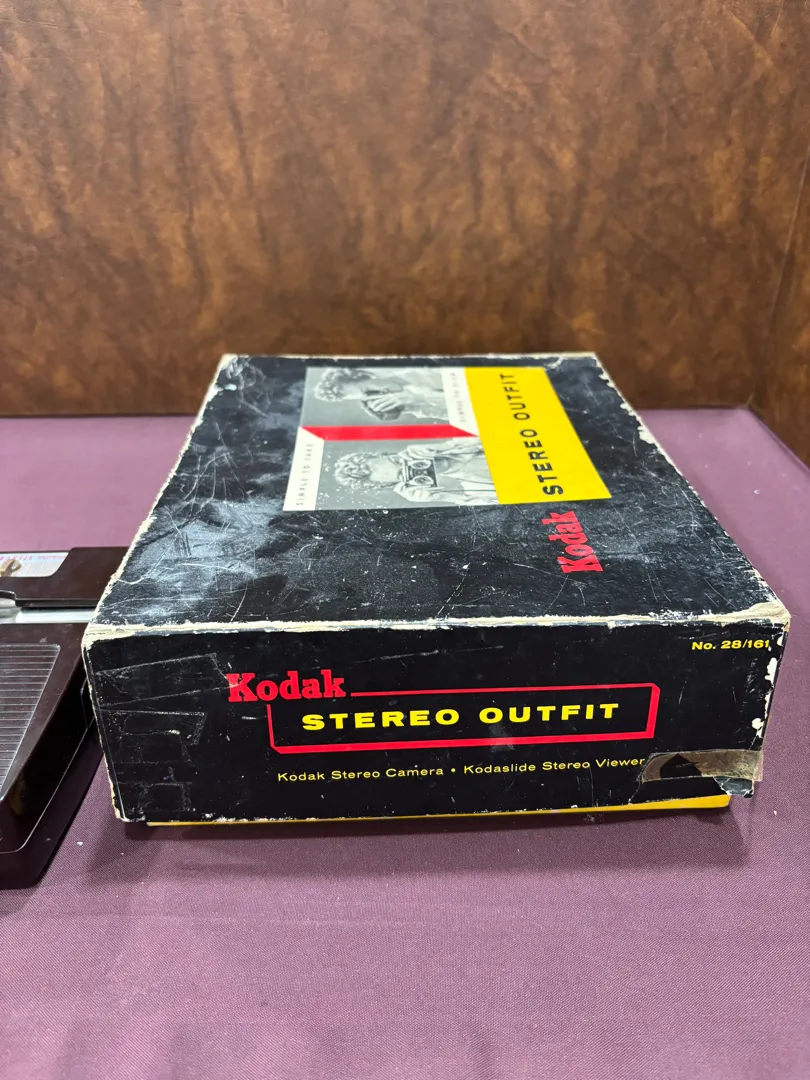 SIMPLE TO TAKE
STEREO OUTFIT
Kodak
No. 28/161
Kodak
STEREO OUTFIT
Kodak Stereo Camera • Kodaslide Stereo Viewer